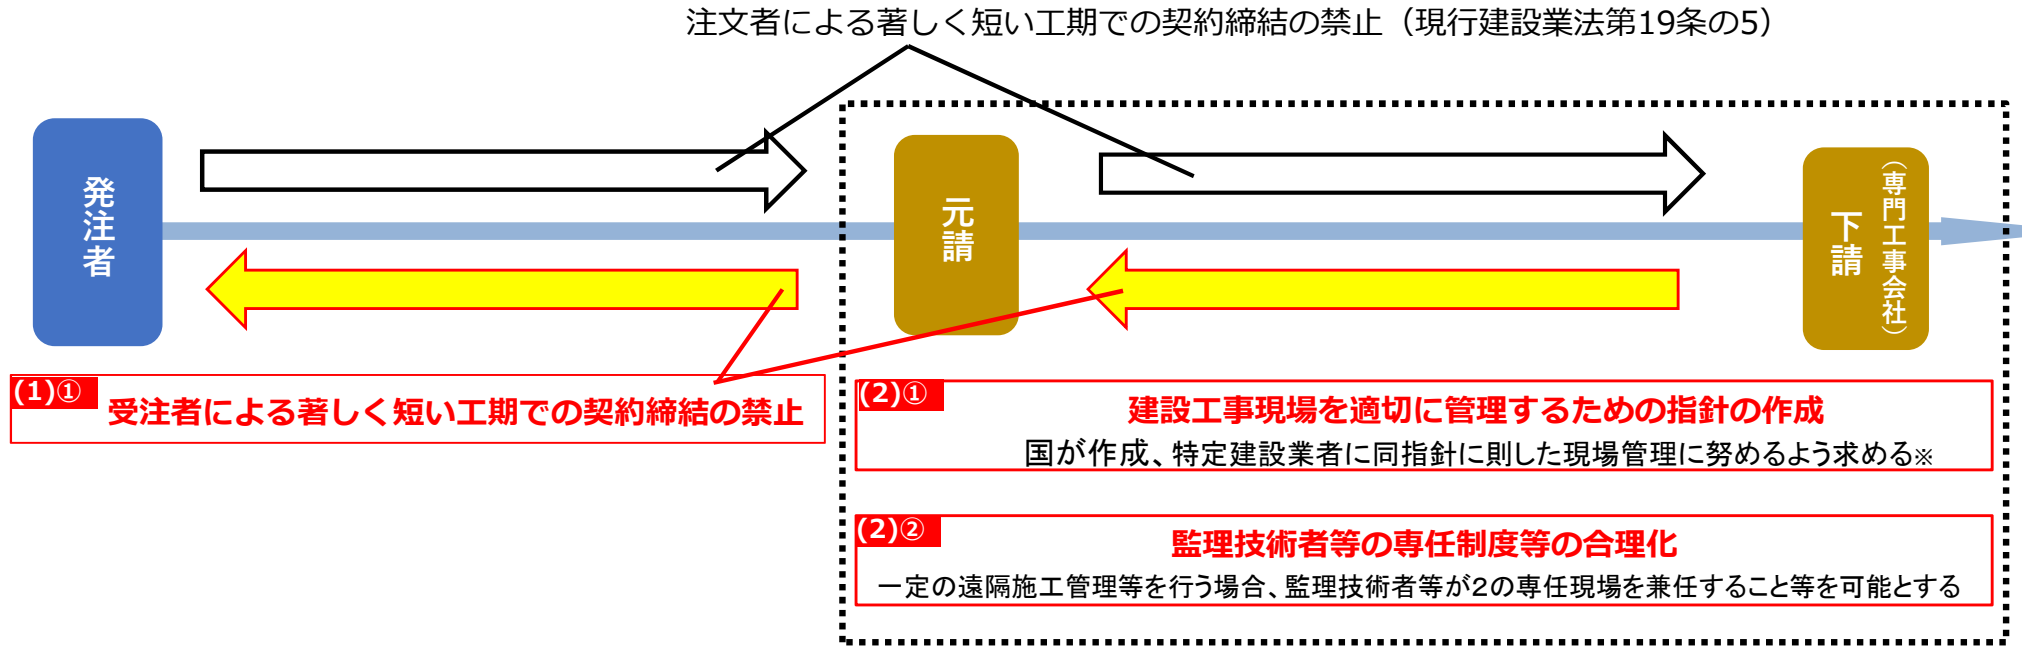 注文者による著しく短い工期での契約締結の禁止（現行建設業法第19条の5）
発注者
元請
下請
（専門工事会社）
(1)①
受注者による著しく短い工期での契約締結の禁止
(2)①
建設工事現場を適切に管理するための指針の作成
国が作成、特定建設業者に同指針に則した現場管理に努めるよう求める※
(2)②
監理技術者等の専任制度等の合理化
一定の遠隔施工管理等を行う場合、監理技術者等が２の専任現場を兼任すること等を可能とする